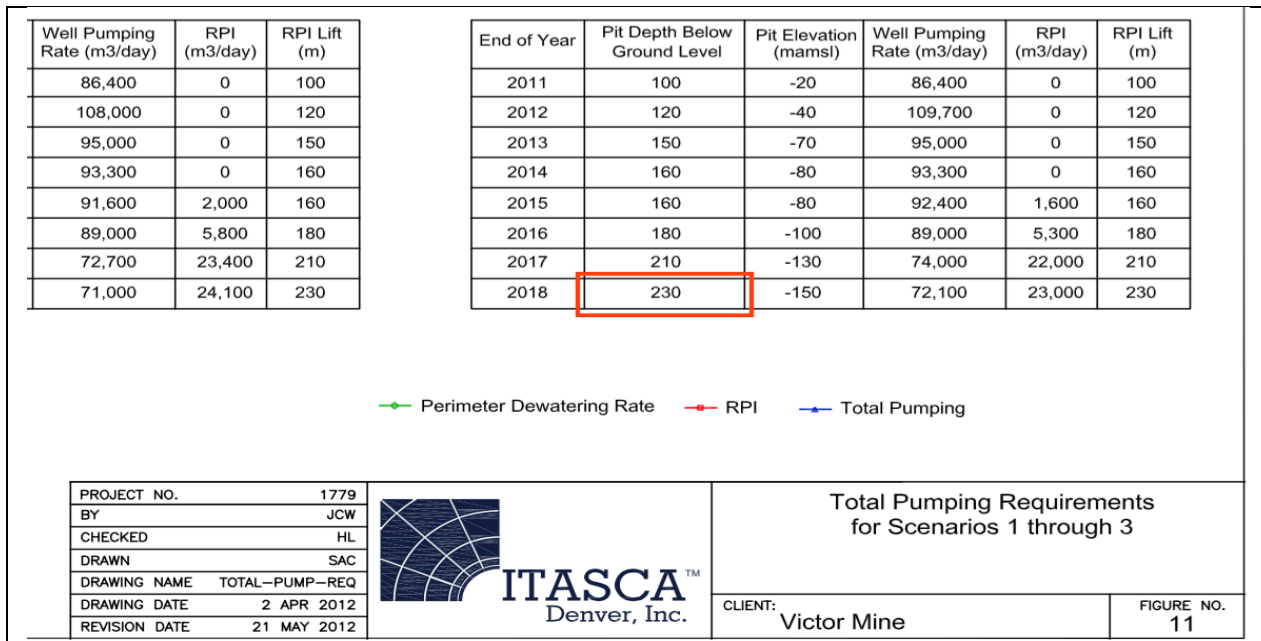 Well Pumping Rate (m3/day) RPI (m3/day) RPI Lift (m)
86,400 0 100
108,000 0 120
95,000 0 150
93,300 0 160
91,600 2,000 160
89,000 5,800 180
72,700 23,400 210
71,000 24,100 230
End of Year Pit Depth Below Ground Level Pit Elevation (mamsl) Well Pumping Rate (m3/day) RPI (m3/day) RPI Lift (m)
2011 100 -20 86,400 0 100
2012 120 -40 109,700 0 120
2013 150 -70 95,000 0 150
2014 160 -80 93,300 0 160
2015 160 -80 92,400 1,600 160
2016 180 -100 89,000 5,300 180
2017 210 -130 74,000 22,000 210
2018 230 -150 72,100 23,000 230
Perimeter Dewatering Rate RPI Total Pumping
PROJECT NO. 1779
BY JCW
CHECKED HL
DRAWN SAC
DRAWING NAME TOTAL-PUMP-REQ
DRAWING DATE 2 APR 2012
REVISION DATE 21 MAY 2012
ITASCA™
Denver, Inc.
Total Pumping Requirements
for Scenarios 1 through 3
CLIENT: Victor Mine
FIGURE NO.
11